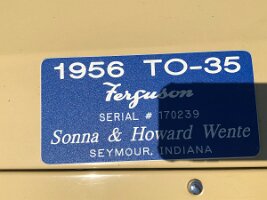 1956 TO-35
Ferguson
SERIAL # 170239
Sonna & Howard Wente
SEYMOUR, INDIANA